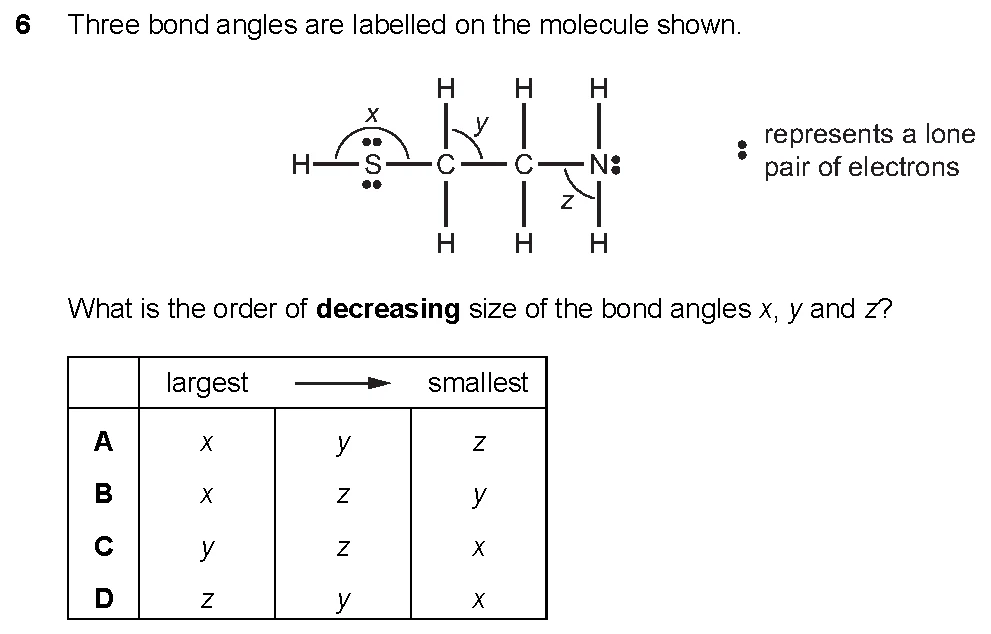 6 Three bond angles are labelled on the molecule shown.
H H H
x
y
H S C C N
z
H H H
represents a lone
pair of electrons
What is the order of decreasing size of the bond angles x, y and z?
largest smallest
A x y z
B x z y
C y z x
D z y x